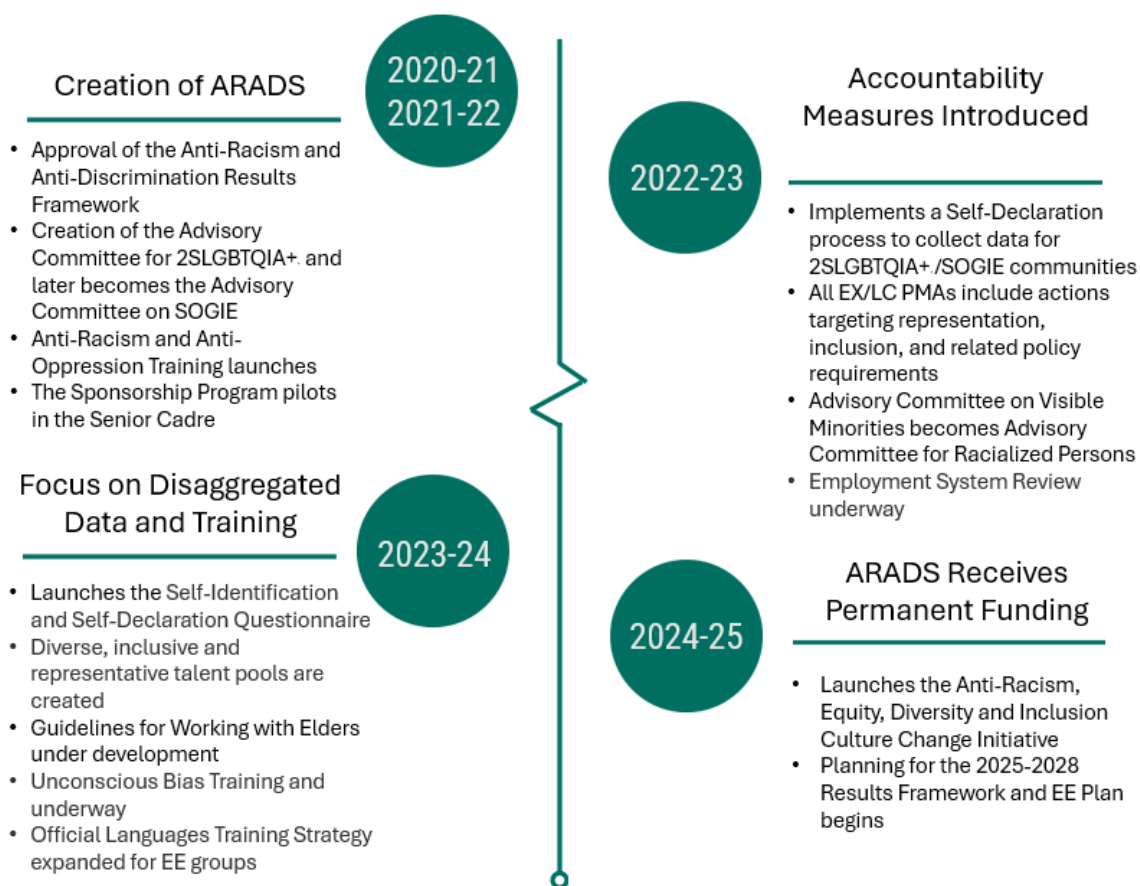 2020-21
2021-22
Creation of ARADS
• Approval of the Anti-Racism and
Anti-Discrimination Results
Framework
• Creation of the Advisory
Committee for 2SLGBTQIA+. and
later becomes the Advisory
Committee on SOGIE
• Anti-Racism and Anti-
Oppression Training launches
• The Sponsorship Program pilots
in the Senior Cadre
2022-23
Accountability
Measures Introduced
• Implements a Self-Declaration
process to collect data for
2SLGBTQIA+./SOGIE communities
• All EX/LC PMAs include actions
targeting representation,
inclusion, and related policy
requirements
• Advisory Committee on Visible
Minorities becomes Advisory
Committee for Racialized Persons
• Employment System Review
underway
2023-24
Focus on Disaggregated
Data and Training
• Launches the Self-Identification
and Self-Declaration Questionnaire
• Diverse, inclusive and
representative talent pools are
created
• Guidelines for Working with Elders
under development
• Unconscious Bias Training and
underway
• Official Languages Training Strategy
expanded for EE groups
2024-25
ARADS Receives
Permanent Funding
• Launches the Anti-Racism,
Equity, Diversity and Inclusion
Culture Change Initiative
• Planning for the 2025-2028
Results Framework and EE Plan
begins